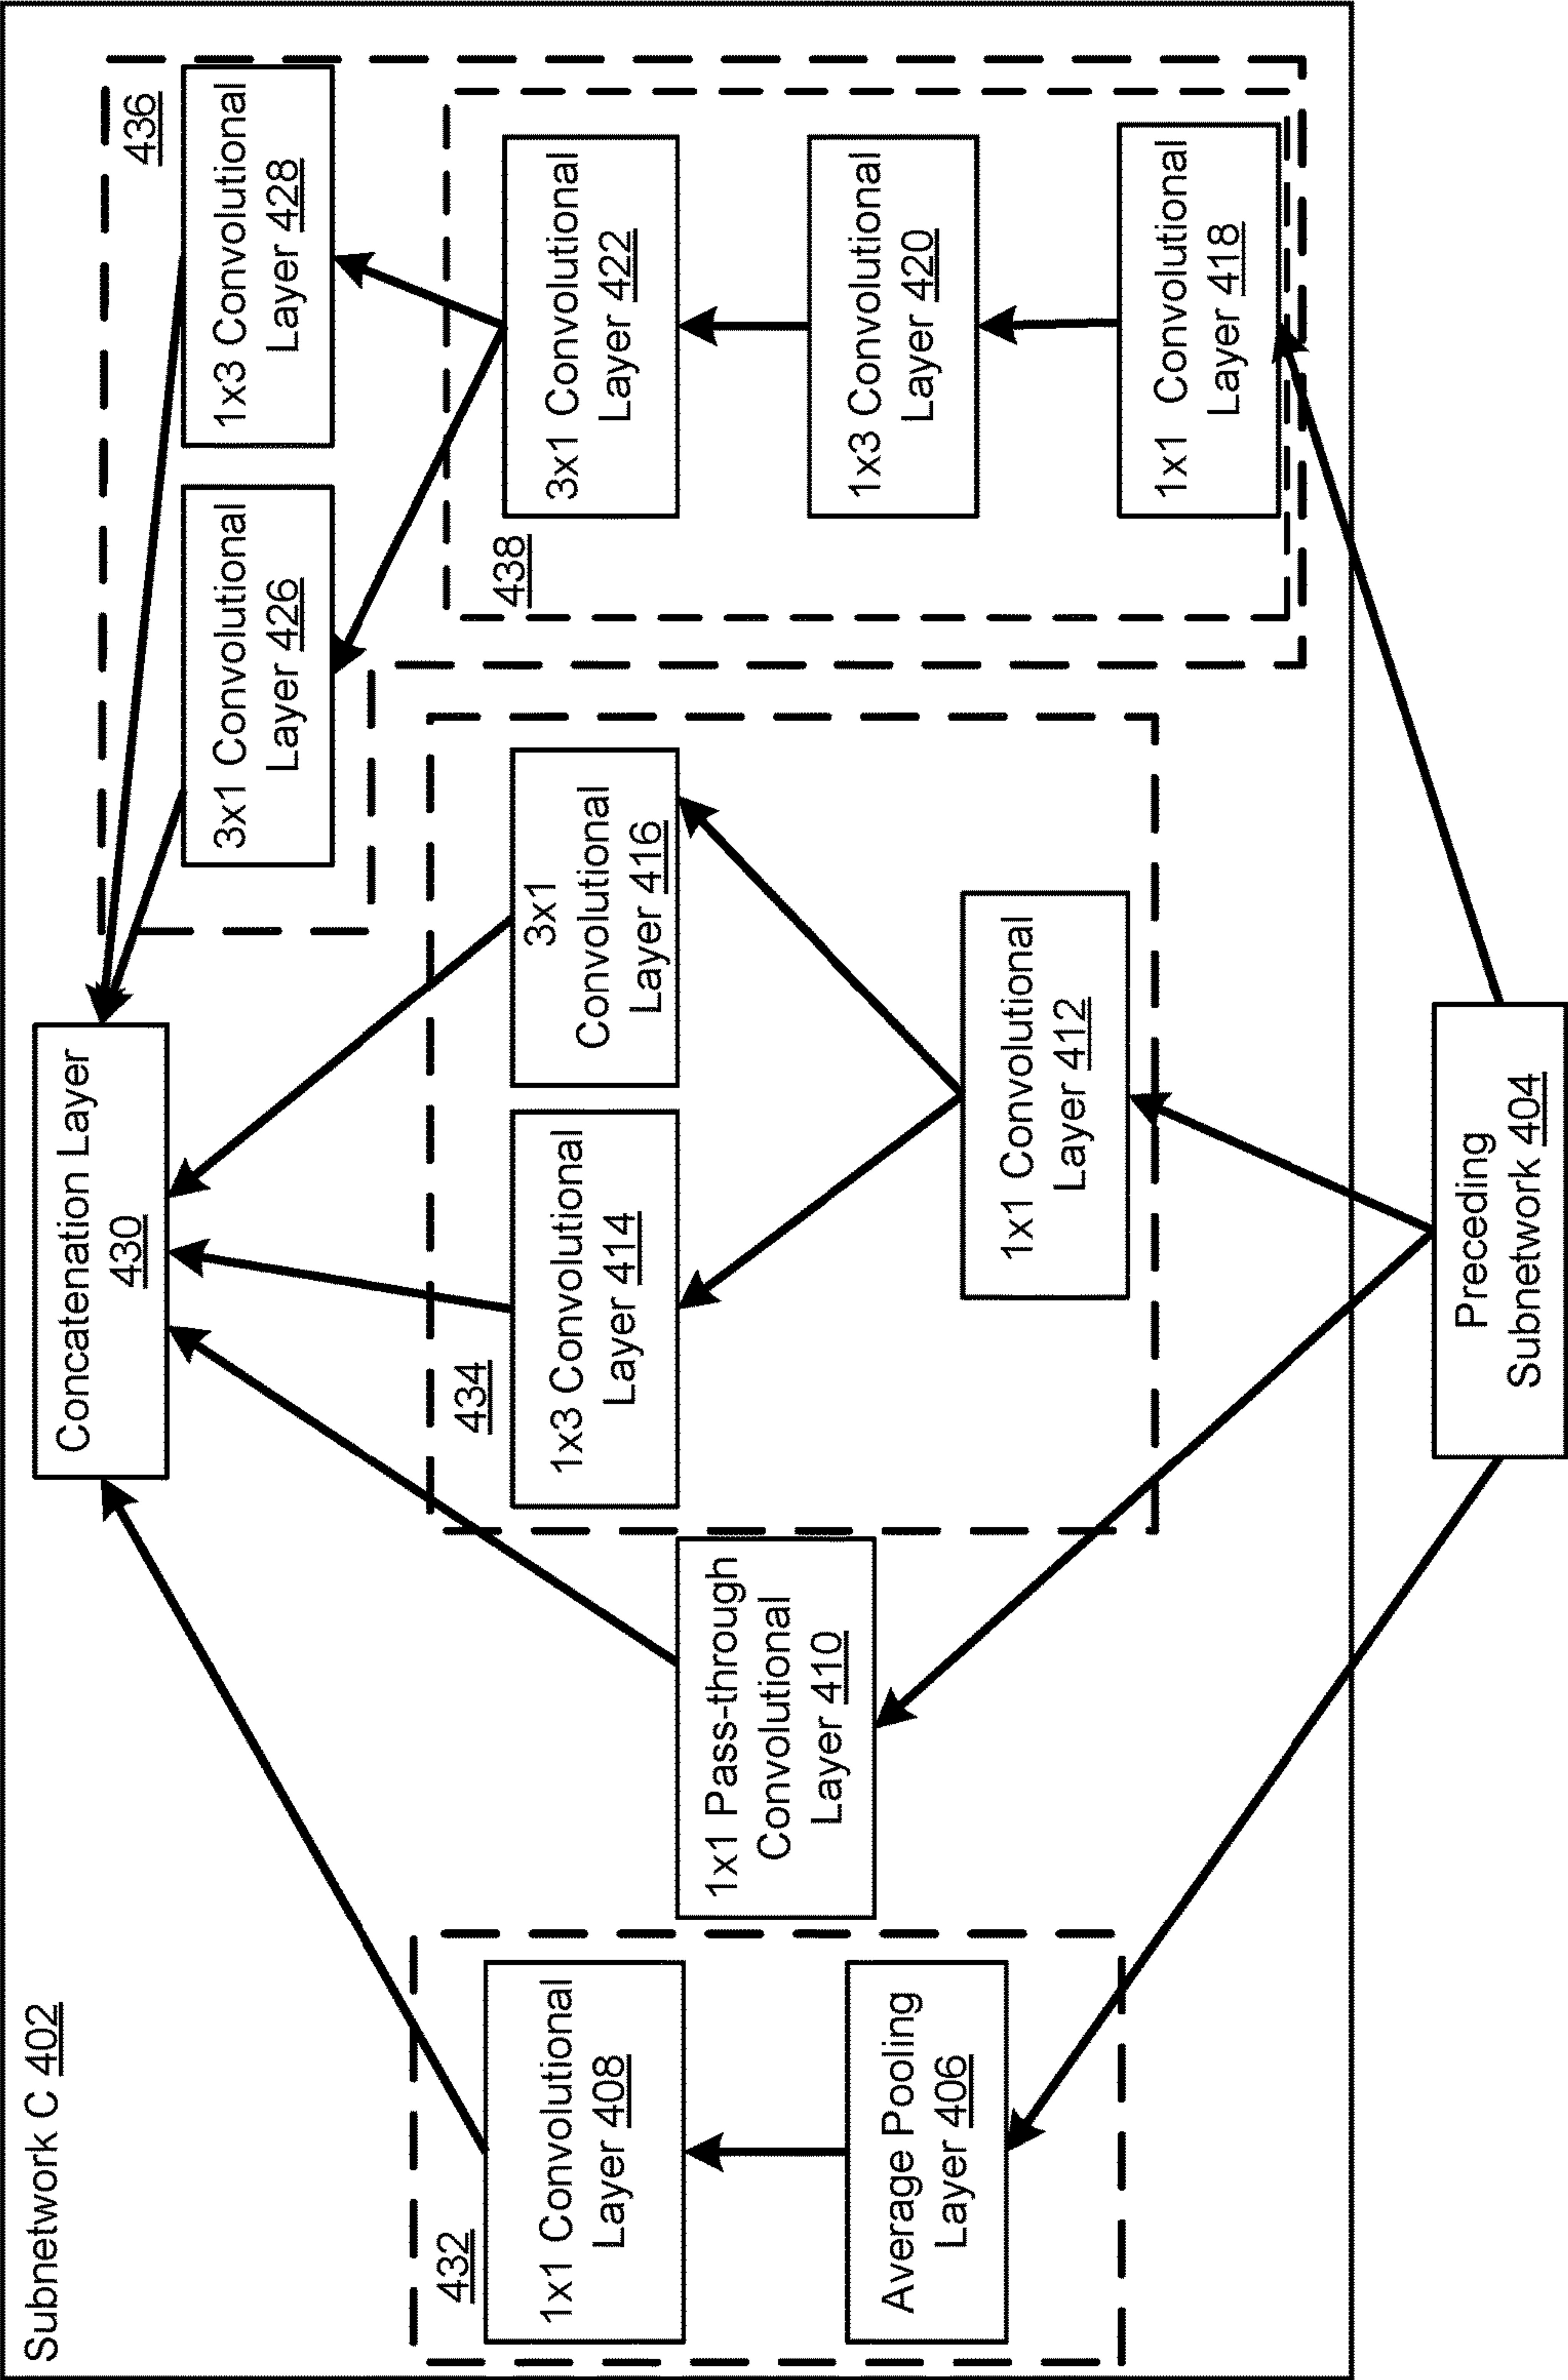 Subnetwork C 402
Concatenation Layer
430
436
3x1 Convolutional
Layer 426
1x3 Convolutional
Layer 428
432
1x1 Convolutional
Layer 408
Average Pooling
Layer 406
1x1 Pass-through
Convolutional
Layer 410
434
1x3 Convolutional
Layer 414
3x1
Convolutional
Layer 416
1x1 Convolutional
Layer 412
438
3x1 Convolutional
Layer 422
1x3 Convolutional
Layer 420
1x1 Convolutional
Layer 418
Preceding
Subnetwork 404